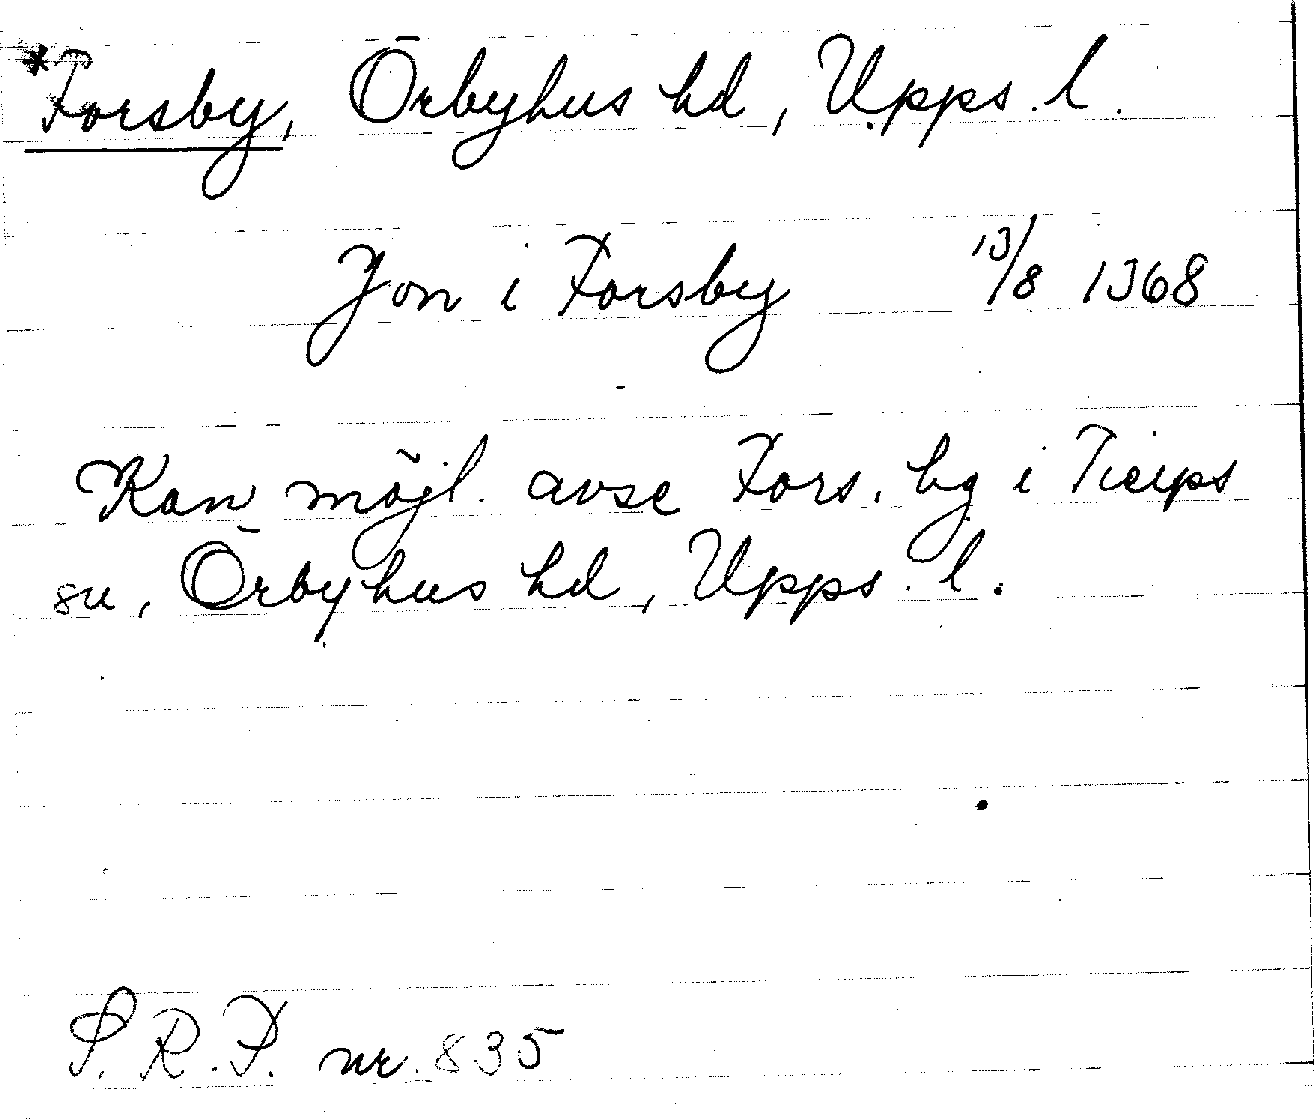 *Forsby, Örbyhus hd, Upps. l.
Jon i Forsby 13/8 1368
Kan möjl. avse Fors, by i Tierps
sn, Örbyhus hd, Upps. l.
S.R.P. nr. 835